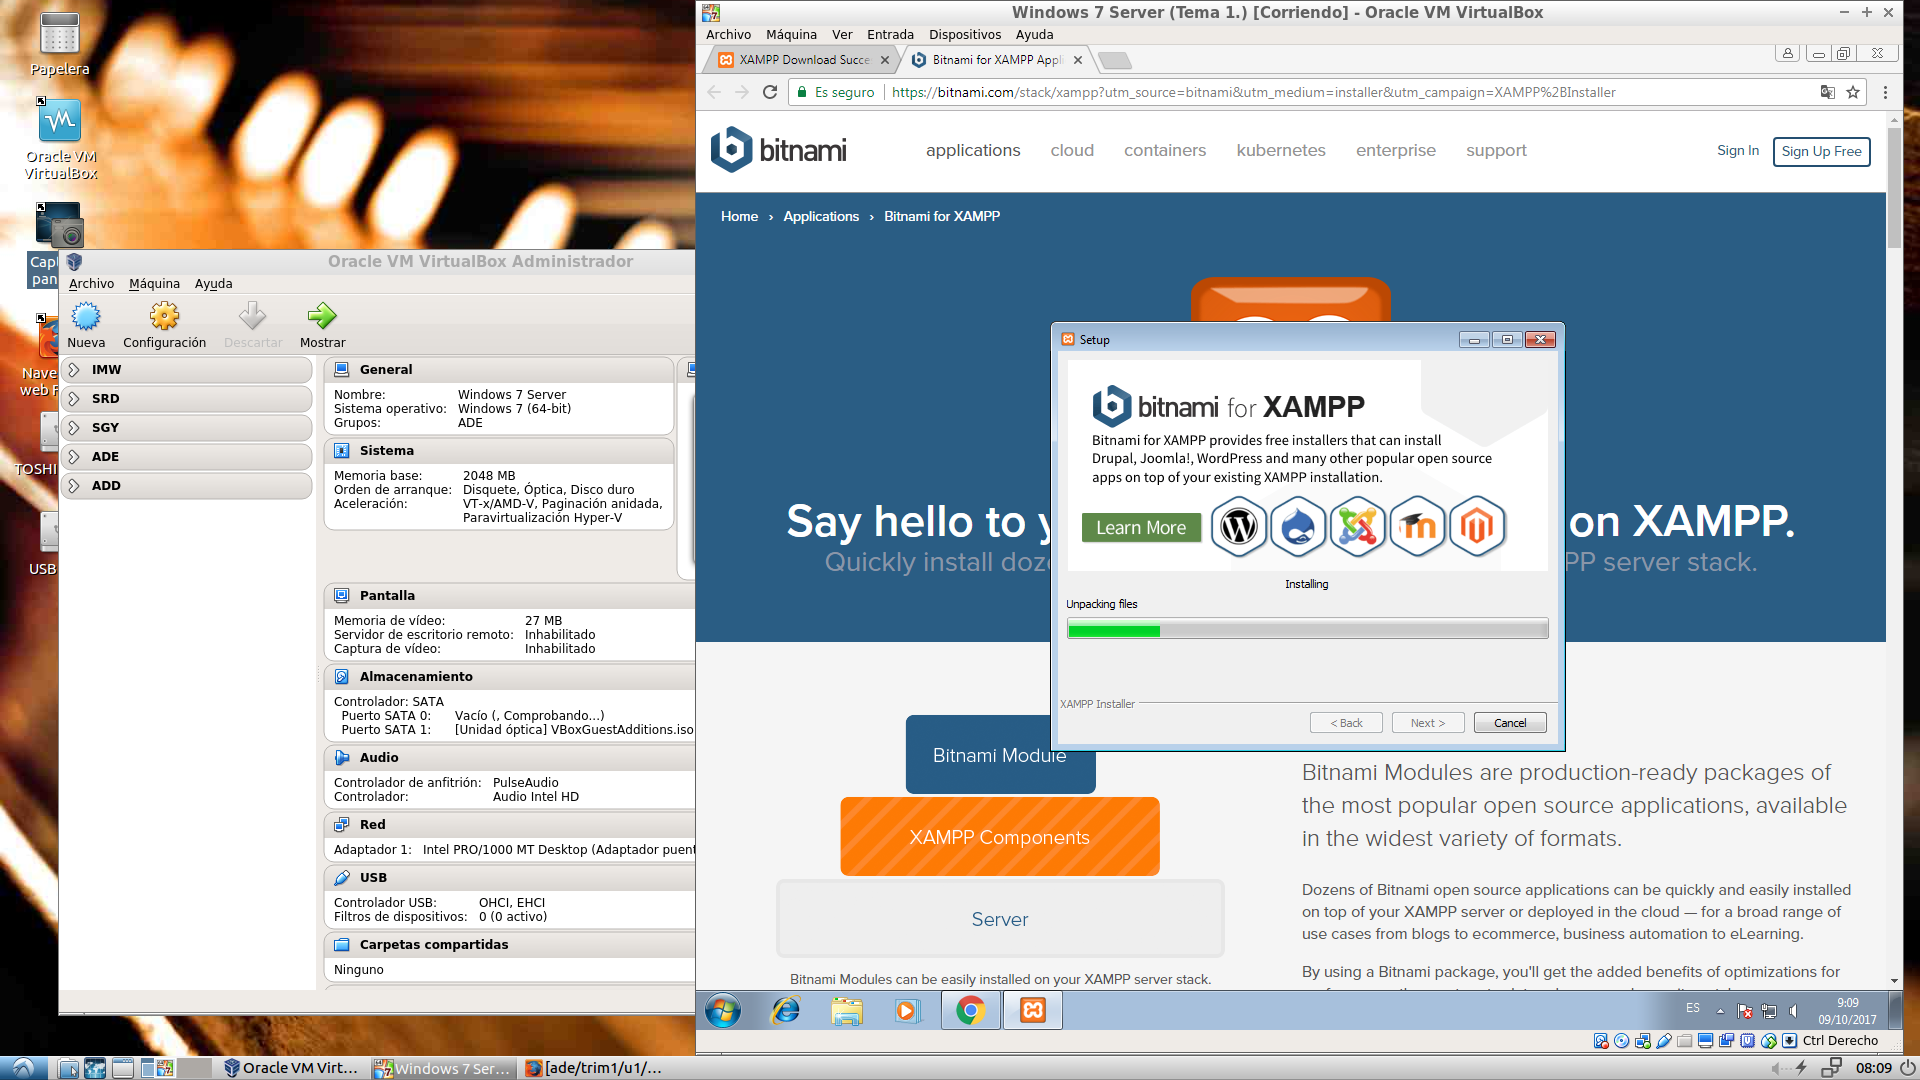 Papelera
Oracle VM
VirtualBox
Capt
pan
Nave
web F
TOSHI
USB
Oracle VM VirtualBox Administrador
Archivo Máquina Ayuda
Nueva Configuración Descartar Mostrar
IMW
SRD
SGY
ADE
ADD
General
Nombre: Windows 7 Server
Sistema operativo: Windows 7 (64-bit)
Grupos: ADE
Sistema
Memoria base: 2048 MB
Orden de arranque: Disquete, Óptica, Disco duro
Aceleración: VT-x/AMD-V, Paginación anidada,
Paravirtualización Hyper-V
Pantalla
Memoria de vídeo: 27 MB
Servidor de escritorio remoto: Inhabilitado
Captura de vídeo: Inhabilitado
Almacenamiento
Controlador: SATA
Puerto SATA 0: Vacío (, Comprobando...)
Puerto SATA 1: [Unidad óptica] VBoxGuestAdditions.iso
Audio
Controlador de anfitrión: PulseAudio
Controlador: Audio Intel HD
Red
Adaptador 1: Intel PRO/1000 MT Desktop (Adaptador puent
USB
Controlador USB: OHCI, EHCI
Filtros de dispositivos: 0 (0 activo)
Carpetas compartidas
Ninguno
Windows 7 Server (Tema 1.) [Corriendo] - Oracle VM VirtualBox
Archivo Máquina Ver Entrada Dispositivos Ayuda
XAMPP Download Succe
Bitnami for XAMPP Appl
Es seguro https://bitnami.com/stack/xampp?utm_source=bitnami&utm_medium=installer&utm_campaign=XAMPP%2BInstaller
bitnami applications cloud containers kubernetes enterprise support Sign In Sign Up Free
Home › Applications › Bitnami for XAMPP
Say hello to y on XAMPP.
Quickly install doze PP server stack.
Setup
bitnami for XAMPP
Bitnami for XAMPP provides free installers that can install
Drupal, Joomla!, WordPress and many other popular open source
apps on top of your existing XAMPP installation.
Learn More
Installing
Unpacking files
XAMPP Installer
< Back Next > Cancel
Bitnami Module
XAMPP Components
Server
Bitnami Modules can be easily installed on your XAMPP server stack.
Bitnami Modules are production-ready packages of
the most popular open source applications, available
in the widest variety of formats.
Dozens of Bitnami open source applications can be quickly and easily installed
on top of your XAMPP server or deployed in the cloud — for a broad range of
use cases from blogs to ecommerce, business automation to eLearning.
By using a Bitnami package, you'll get the added benefits of optimizations for
ES
9:09
09/10/2017
Ctrl Derecho
Oracle VM Virt...
Windows 7 Ser...
[ade/trim1/u1/...
08:09